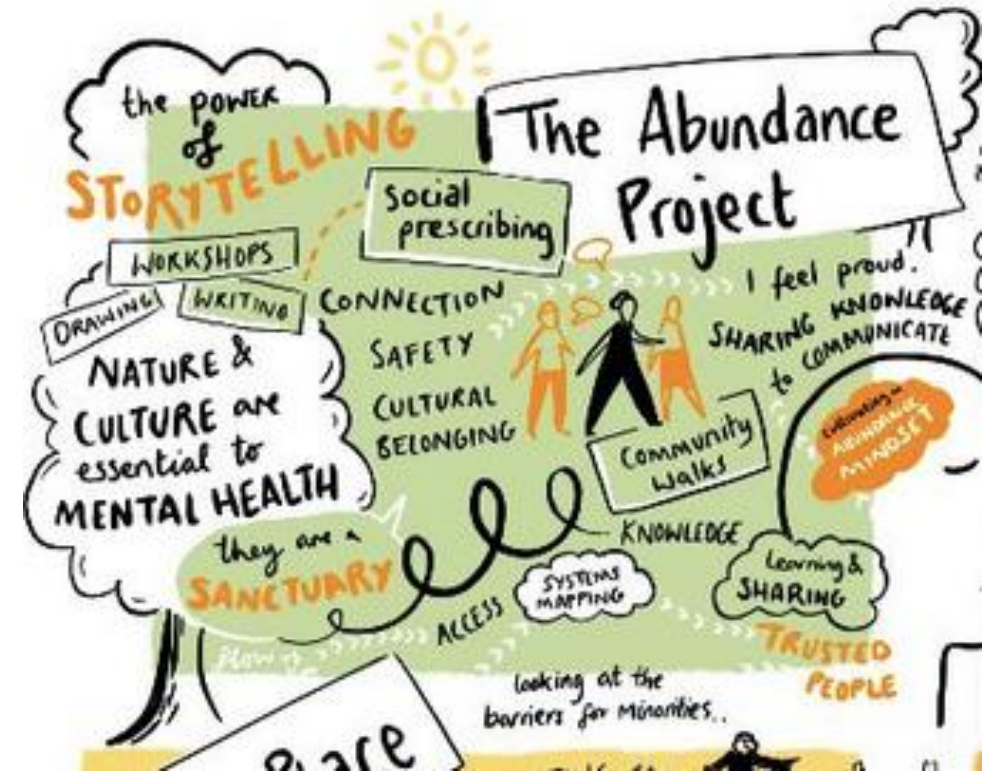 the POWER
of
STORYTELLING
The Abundance
Project
Social
prescribing
WORKSHOPS
DRAWING
WRITING
NATURE &
CULTURE are
essential to
MENTAL HEALTH
they are a
SANCTUARY
CONNECTION
SAFETY
CULTURAL
BELONGING
I feel proud.
SHARING KNOWLEDGE
to COMMUNICATE
Community
Walks
cultivating an
ABUNDANCE
MINDSET
KNOWLEDGE
SYSTEMS
MAPPING
Learning &
SHARING
ACCESS
TRUSTED
PEOPLE
looking at the
barriers for Minorities..